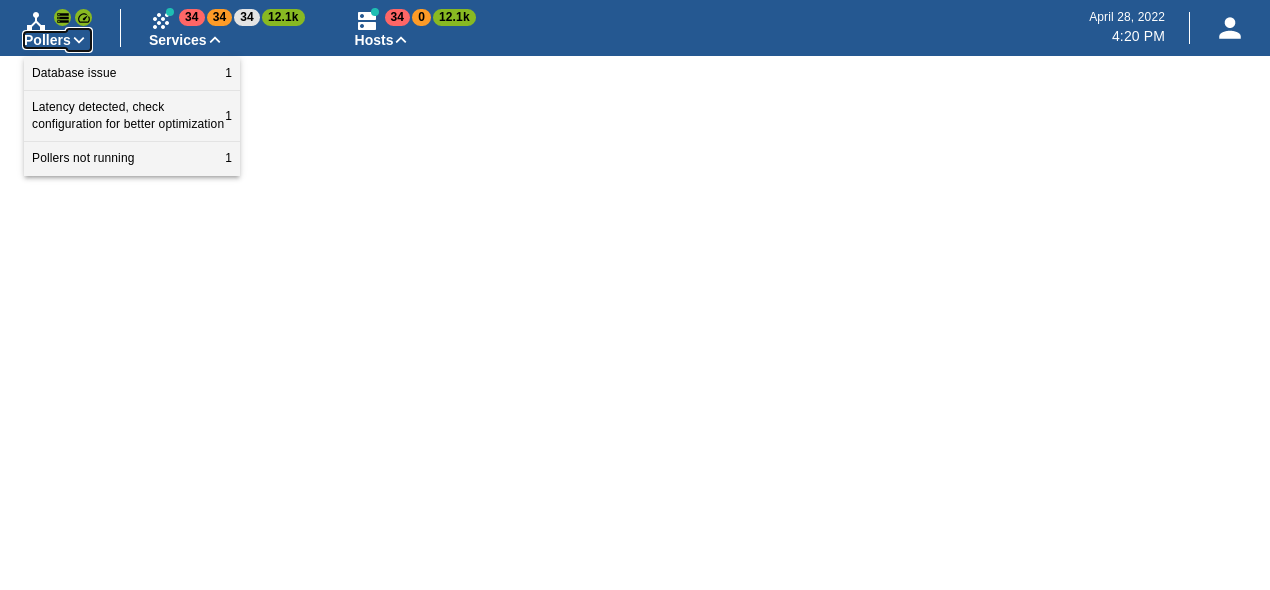 34 34 34 12.1k
34 0 12.1k
April 28, 2022
4:20 PM
Pollers
Services
Hosts
Database issue 1
Latency detected, check
configuration for better optimization 1
Pollers not running 1